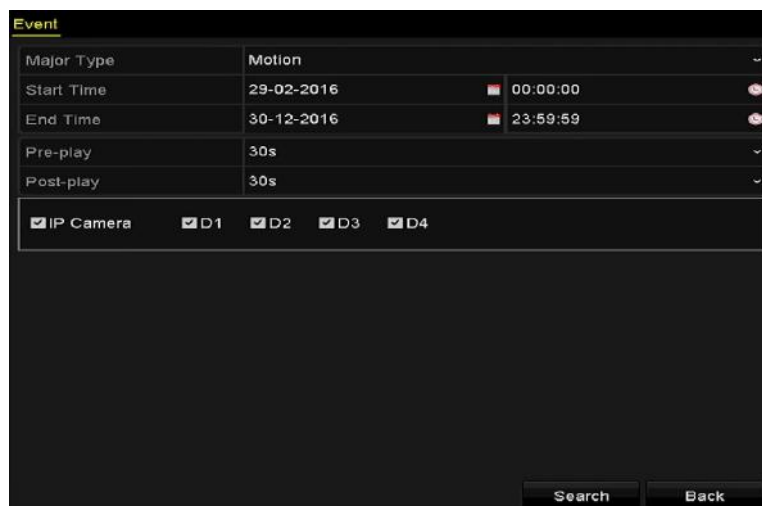 Event
Major Type Motion
Start Time 29-02-2016 00:00:00
End Time 30-12-2016 23:59:59
Pre-play 30s
Post-play 30s
IP Camera D1 D2 D3 D4
Search Back